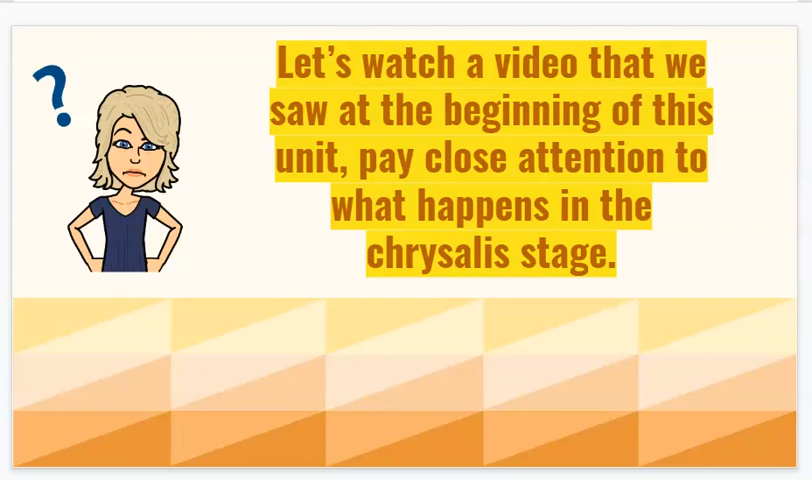 ?
Let’s watch a video that we
saw at the beginning of this
unit, pay close attention to
what happens in the
chrysalis stage.